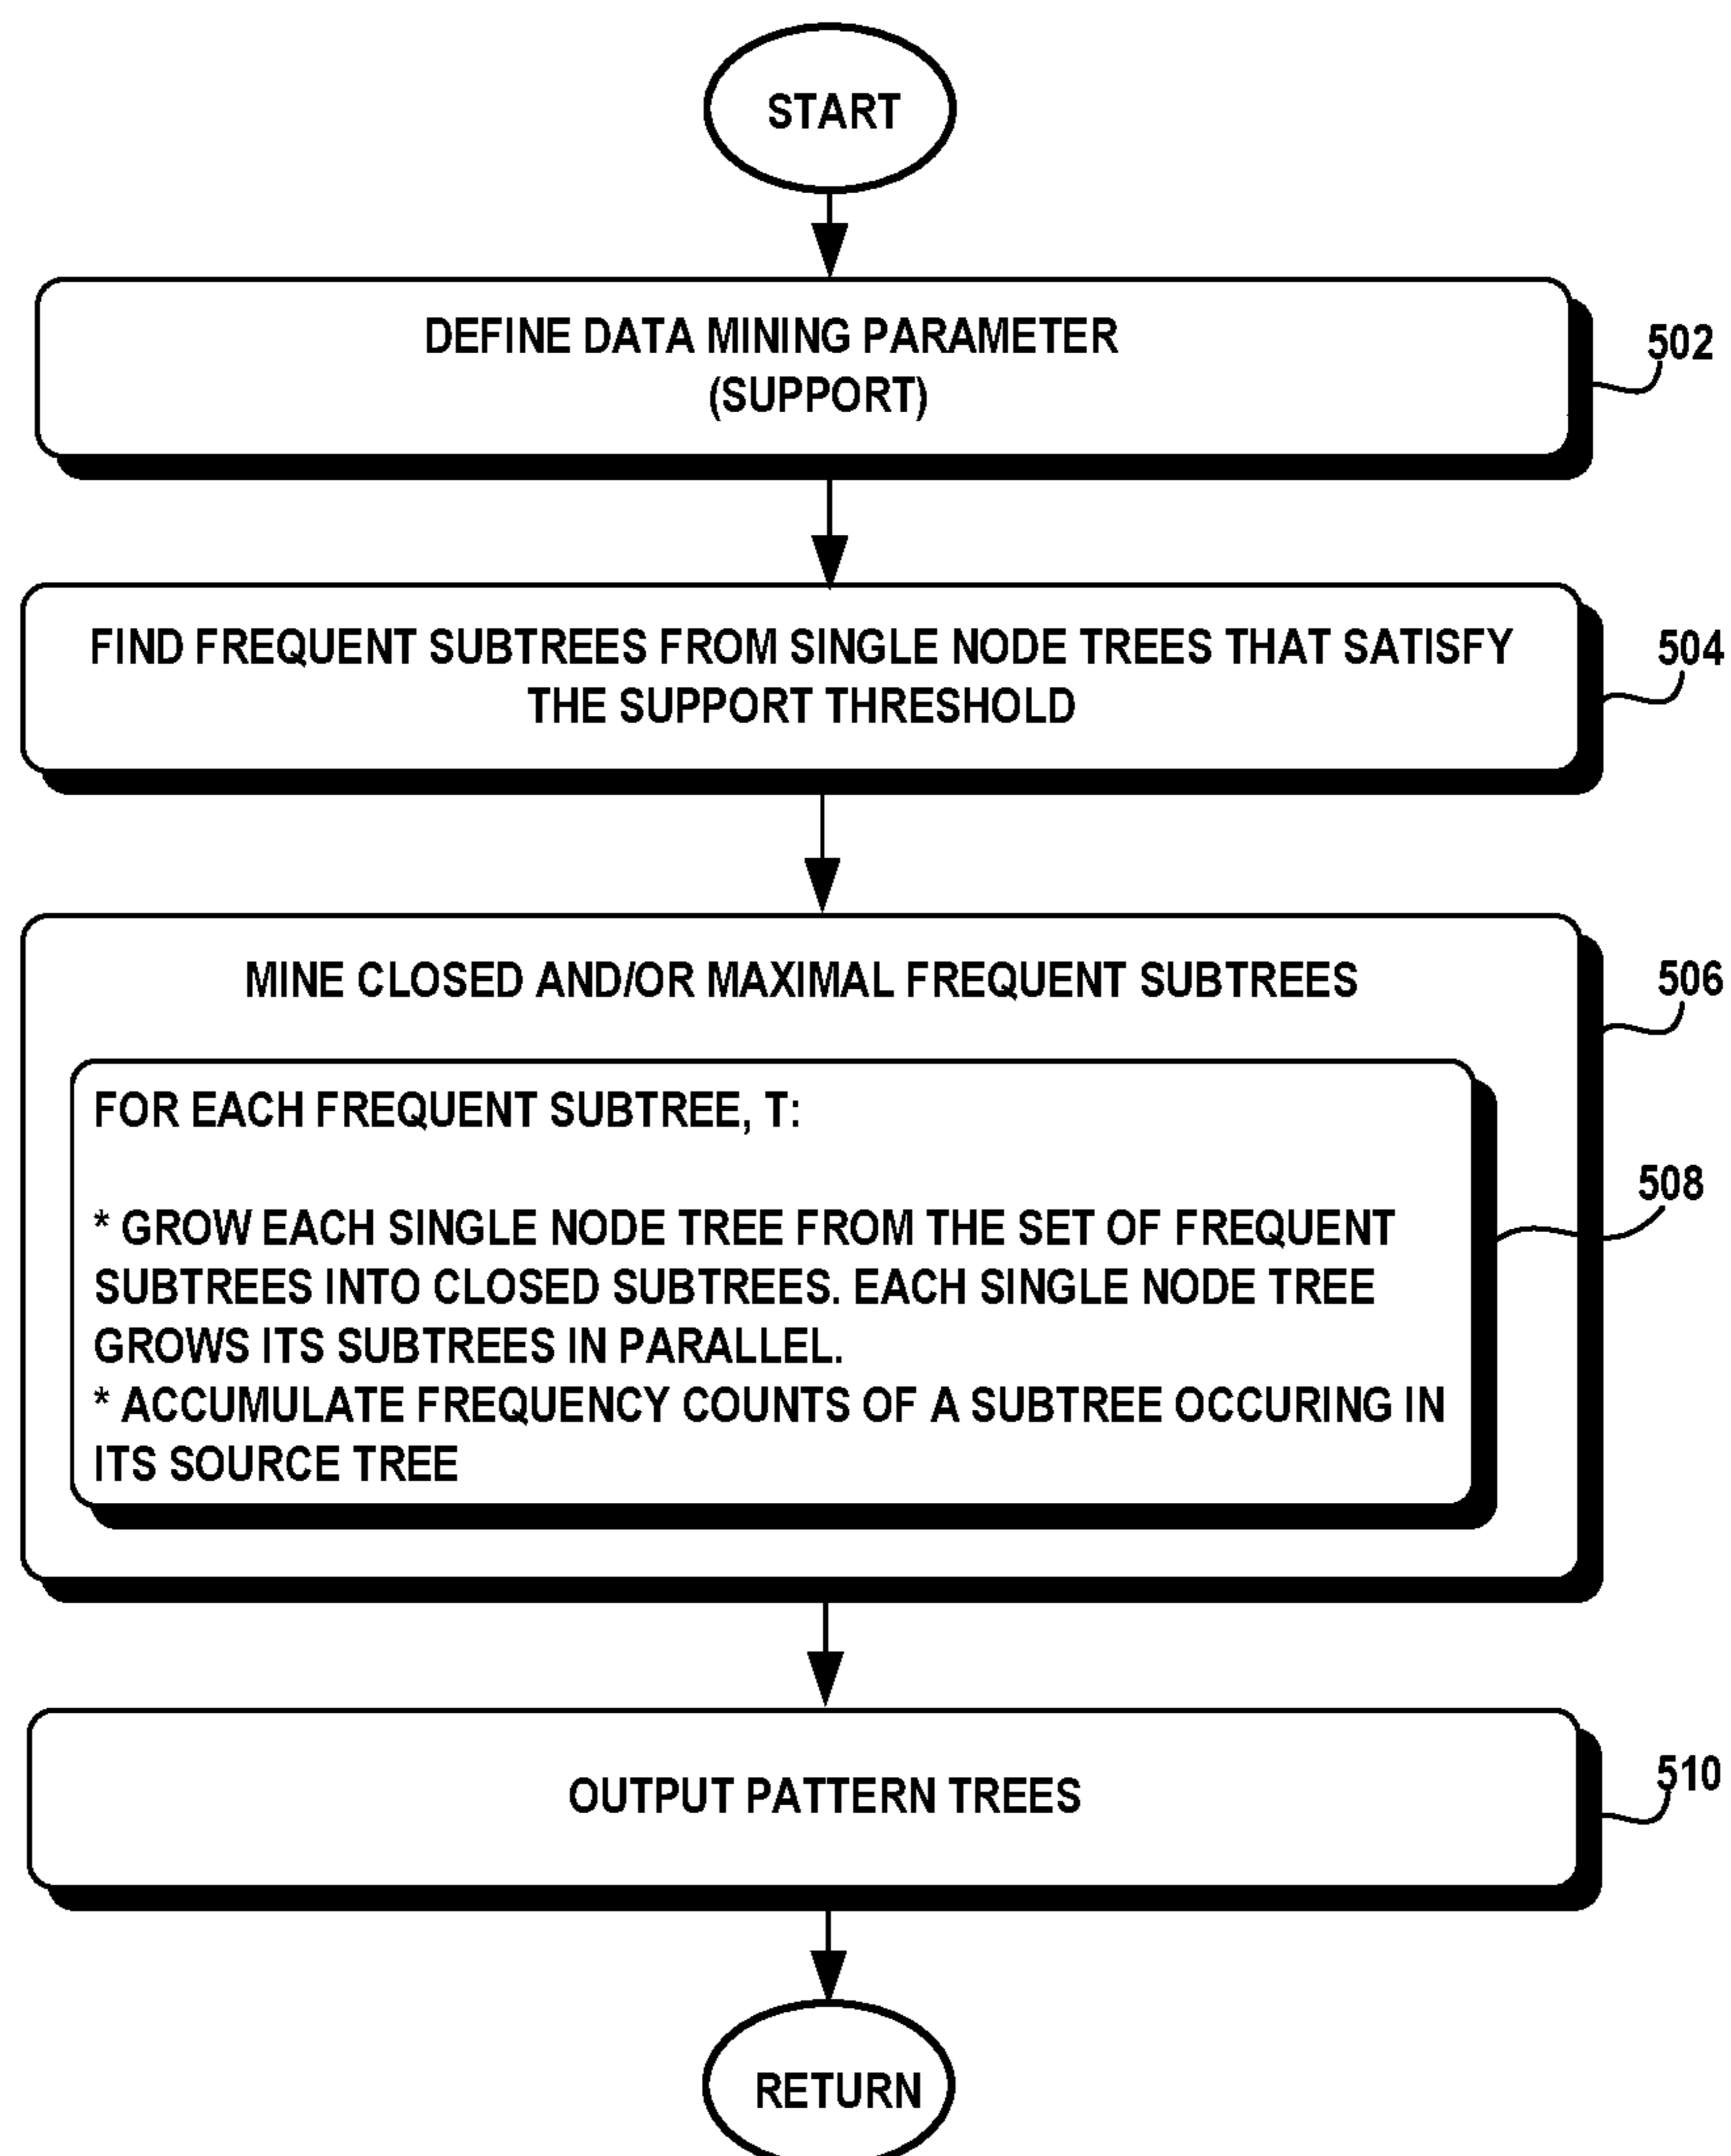 START
DEFINE DATA MINING PARAMETER
(SUPPORT)
502
FIND FREQUENT SUBTREES FROM SINGLE NODE TREES THAT SATISFY
THE SUPPORT THRESHOLD
504
MINE CLOSED AND/OR MAXIMAL FREQUENT SUBTREES
506
FOR EACH FREQUENT SUBTREE, T:
508
* GROW EACH SINGLE NODE TREE FROM THE SET OF FREQUENT
SUBTREES INTO CLOSED SUBTREES. EACH SINGLE NODE TREE
GROWS ITS SUBTREES IN PARALLEL.
* ACCUMULATE FREQUENCY COUNTS OF A SUBTREE OCCURING IN
ITS SOURCE TREE
OUTPUT PATTERN TREES
510
RETURN